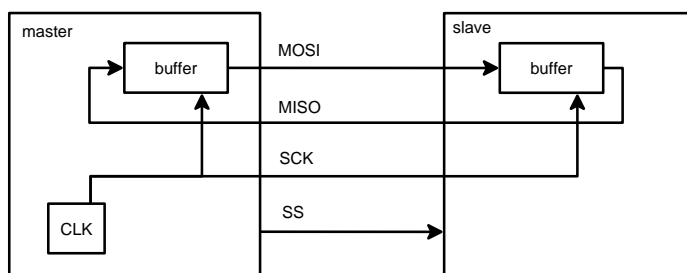 master
slave
buffer
MOSI
buffer
MISO
SCK
CLK
SS